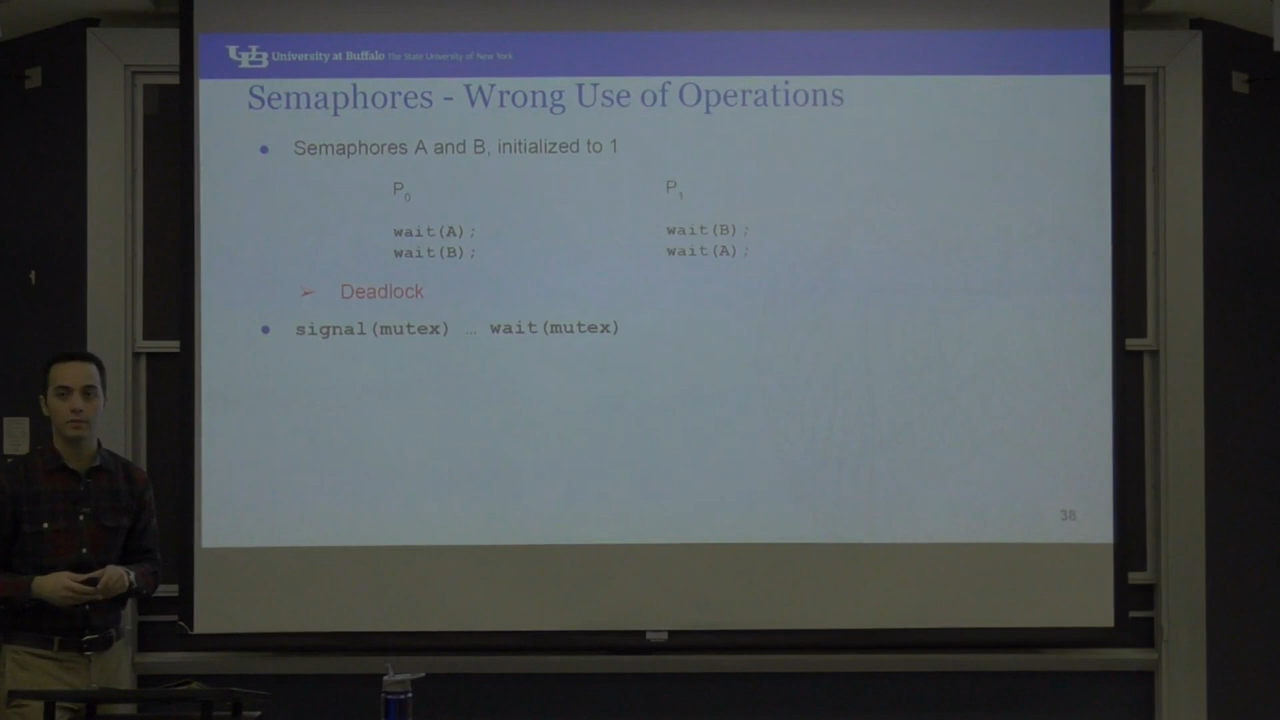 University at Buffalo The State University of New York
Semaphores - Wrong Use of Operations
● Semaphores A and B, initialized to 1
P0 P1
wait(A); wait(B);
wait(B); wait(A);
➢ Deadlock
● signal(mutex) … wait(mutex)
38